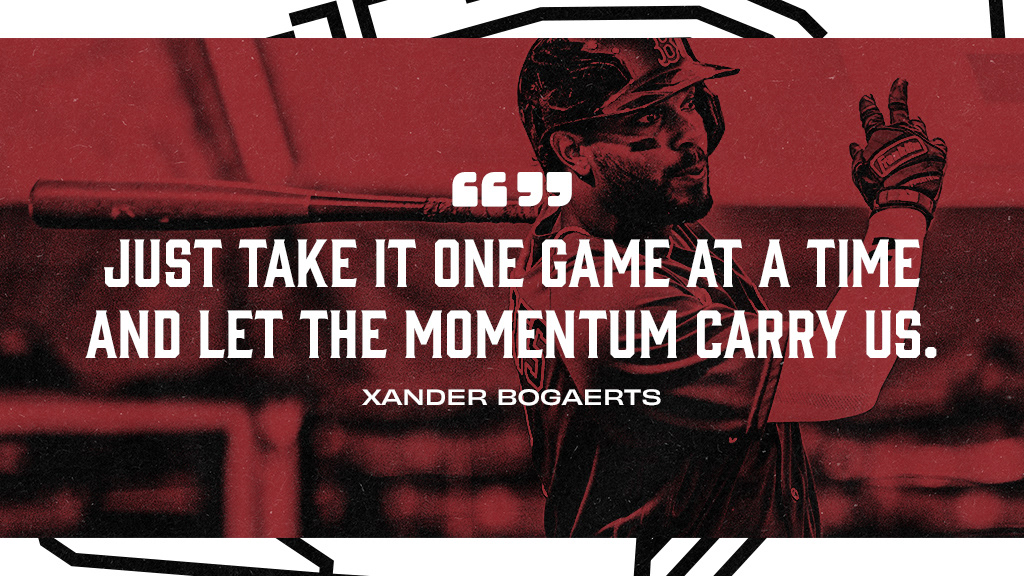 ❝❞
JUST TAKE IT ONE GAME AT A TIME
AND LET THE MOMENTUM CARRY US.
XANDER BOGAERTS